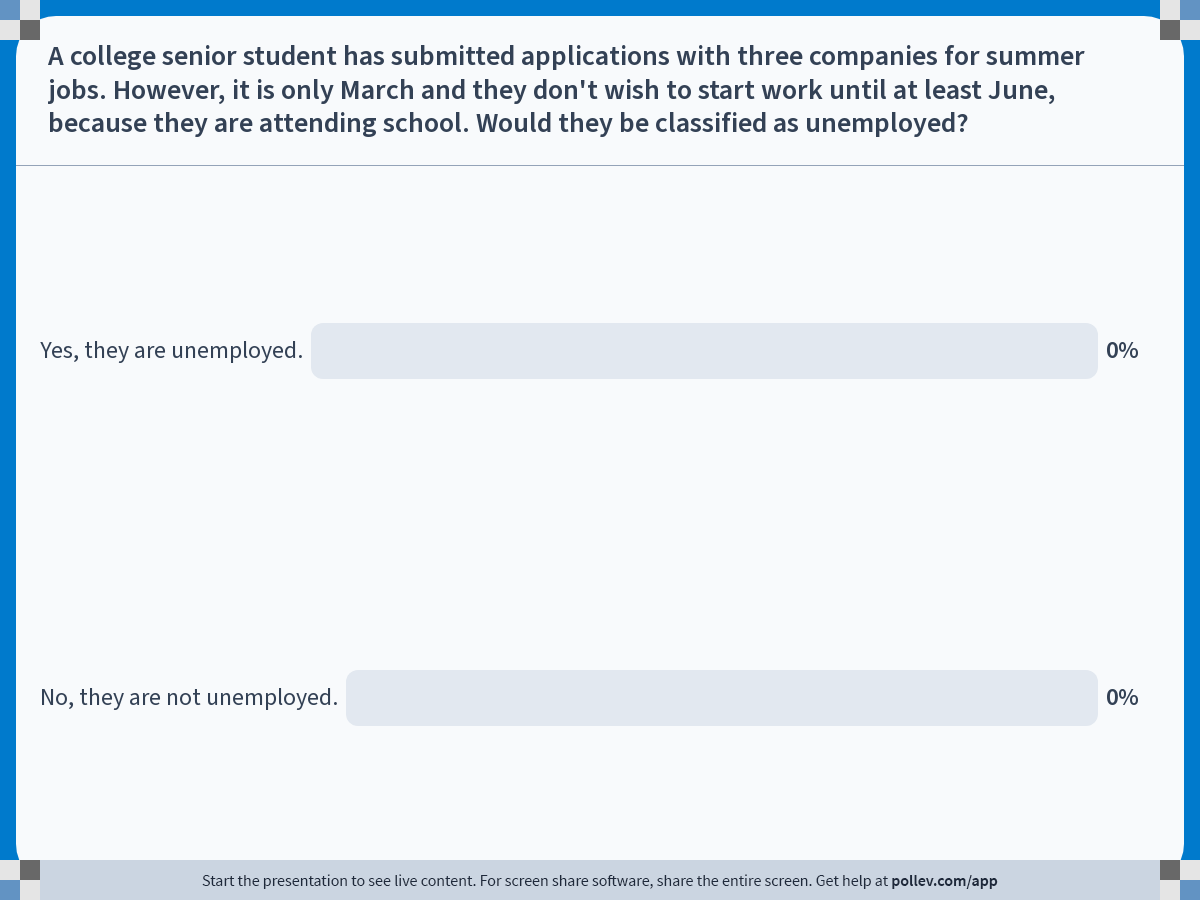 A college senior student has submitted applications with three companies for summer
jobs. However, it is only March and they don't wish to start work until at least June,
because they are attending school. Would they be classified as unemployed?
Yes, they are unemployed. 0%
No, they are not unemployed. 0%
Start the presentation to see live content. For screen share software, share the entire screen. Get help at pollev.com/app